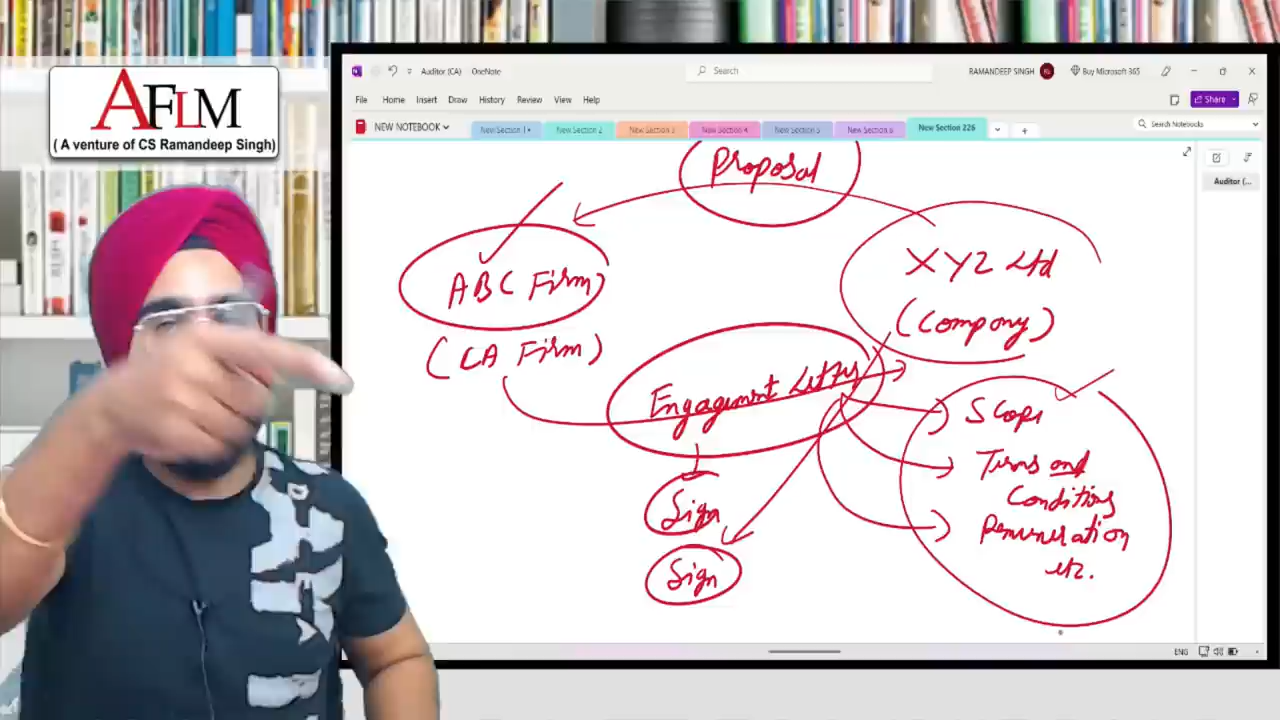 AFLM
( A venture of CS Ramandeep Singh)
Auditor (CA) OneNote
Search
RAMANDEEP SINGH
Buy Microsoft 365
File Home Insert Draw History Review View Help
Share
NEW NOTEBOOK
New Section 1
New Section 2
New Section 3
New Section 4
New Section 5
New Section 6
New Section 226
Search Notebooks
Auditor (...
Proposal
ABC Firm
(CA Firm)
XYZ Ltd
(Company)
Engagement Letter
Sign
Sign
Scope
Terms and
Conditions
Remuneration
etc.
ENG